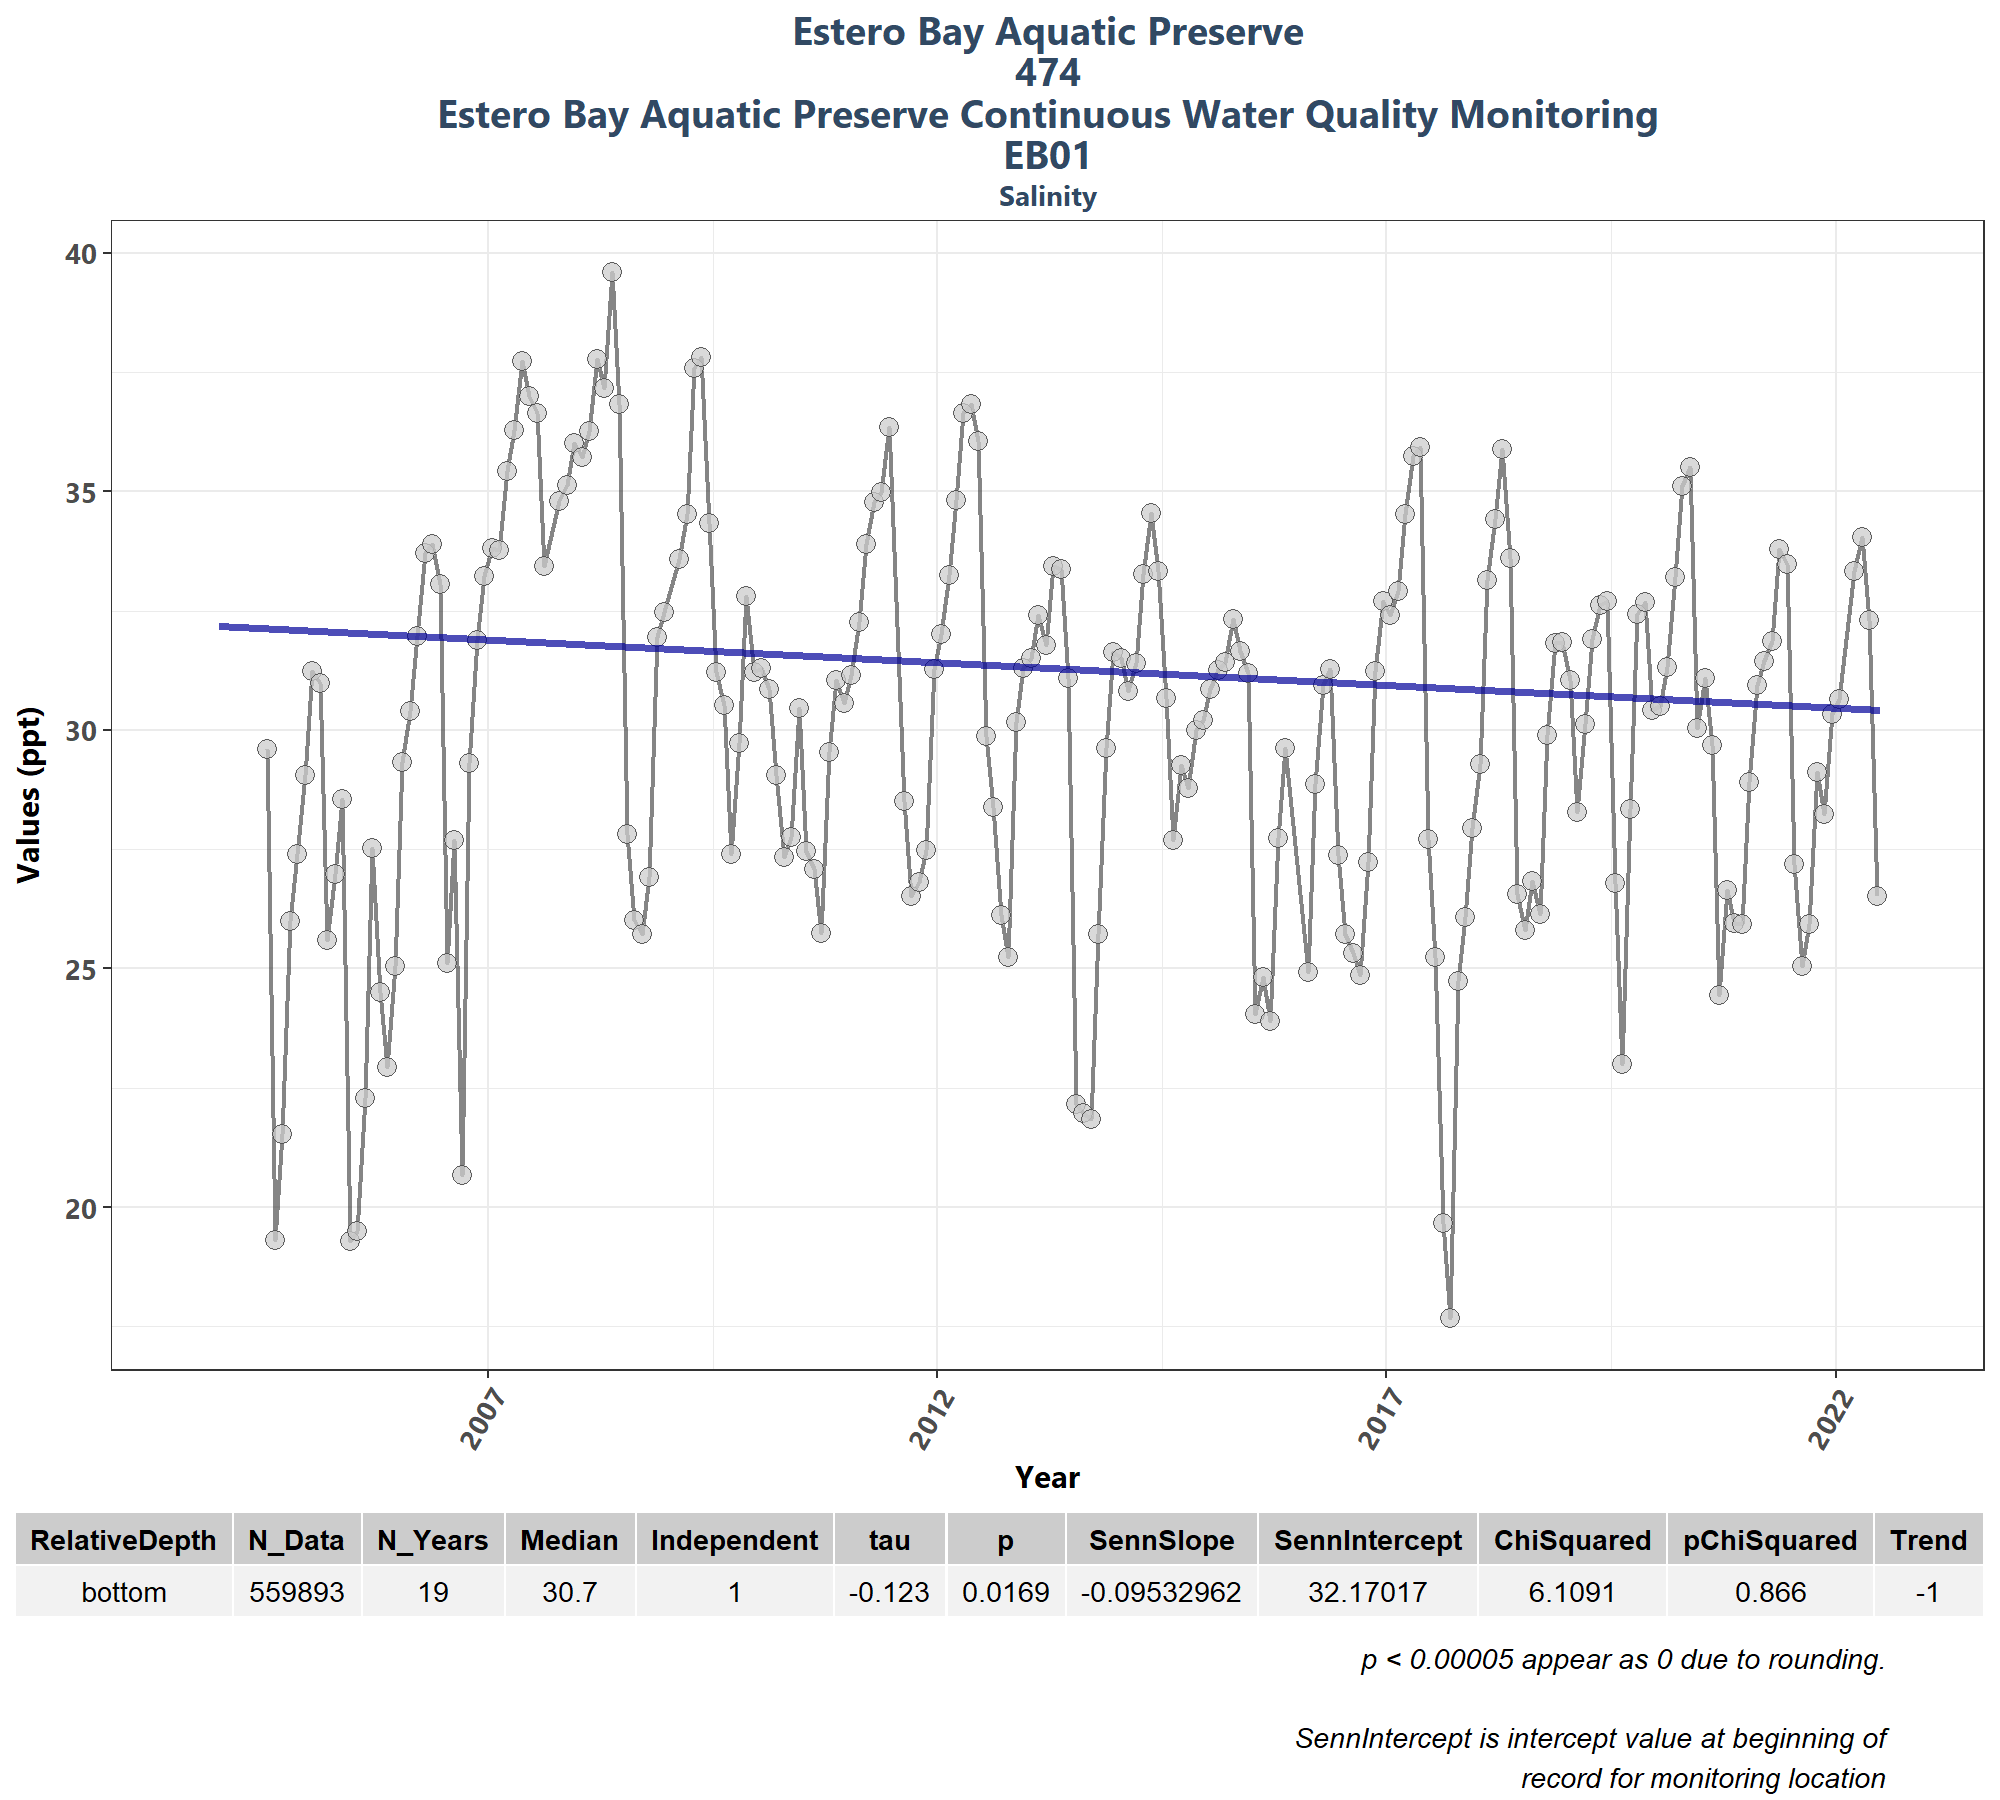 Estero Bay Aquatic Preserve
474
Estero Bay Aquatic Preserve Continuous Water Quality Monitoring
EB01
Salinity
40
35
30
25
20
Values (ppt)
2007 2012 2017 2022
Year
RelativeDepth N_Data N_Years Median Independent tau p SennSlope SennIntercept ChiSquared pChiSquared Trend
bottom 559893 19 30.7 1 -0.123 0.0169 -0.09532962 32.17017 6.1091 0.866 -1
p < 0.00005 appear as 0 due to rounding.
SennIntercept is intercept value at beginning of
record for monitoring location